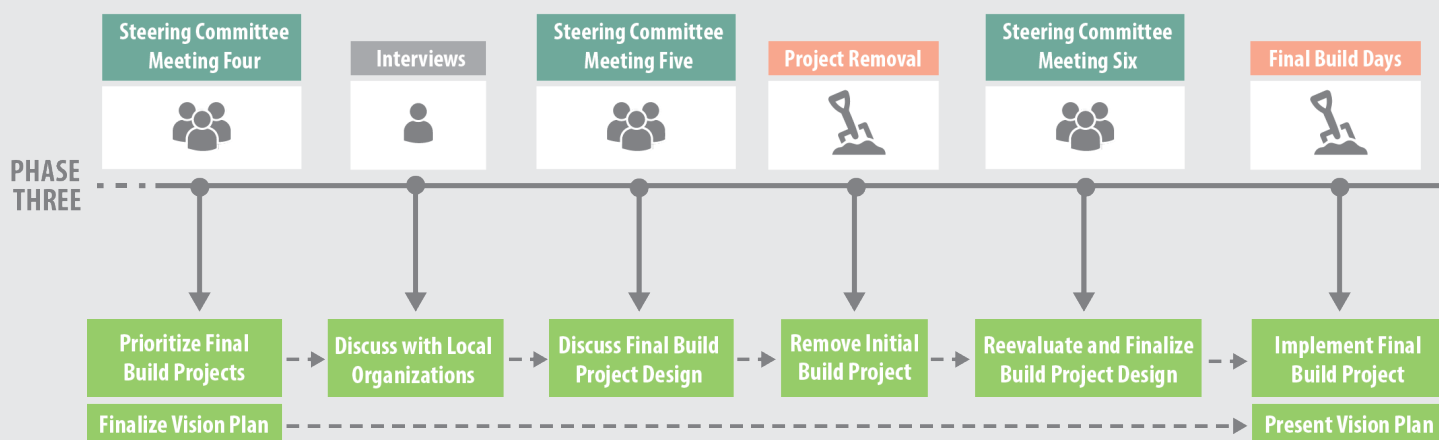 Steering Committee
Meeting Four
Interviews
Steering Committee
Meeting Five
Project Removal
Steering Committee
Meeting Six
Final Build Days
PHASE
THREE
Prioritize Final
Build Projects
Discuss with Local
Organizations
Discuss Final Build
Project Design
Remove Initial
Build Project
Reevaluate and Finalize
Build Project Design
Implement Final
Build Project
Finalize Vision Plan
Present Vision Plan